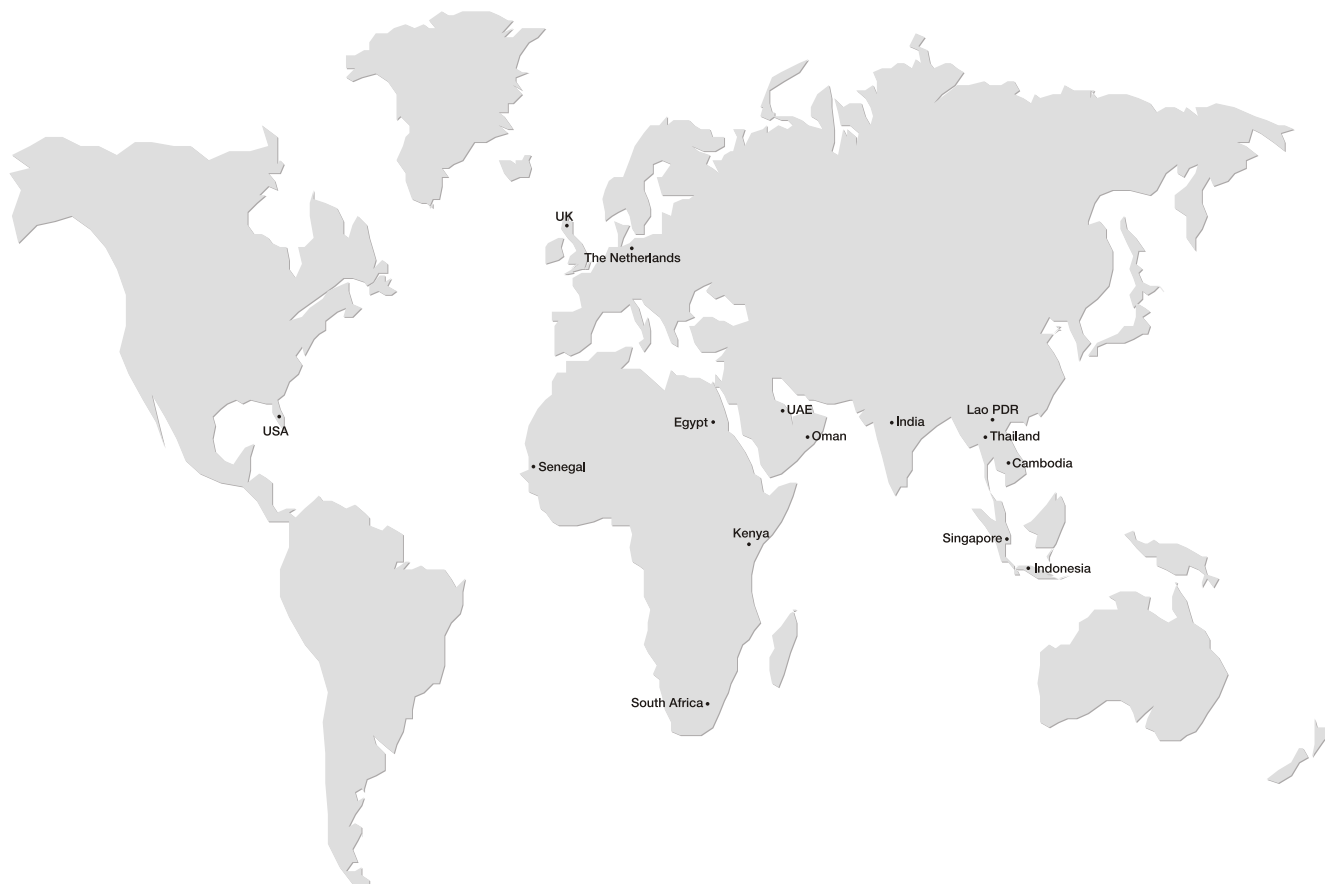 UK
The Netherlands
Lao PDR
UAE
Egypt
India
USA
Oman
Thailand
Cambodia
Senegal
Kenya
Singapore
Indonesia
South Africa